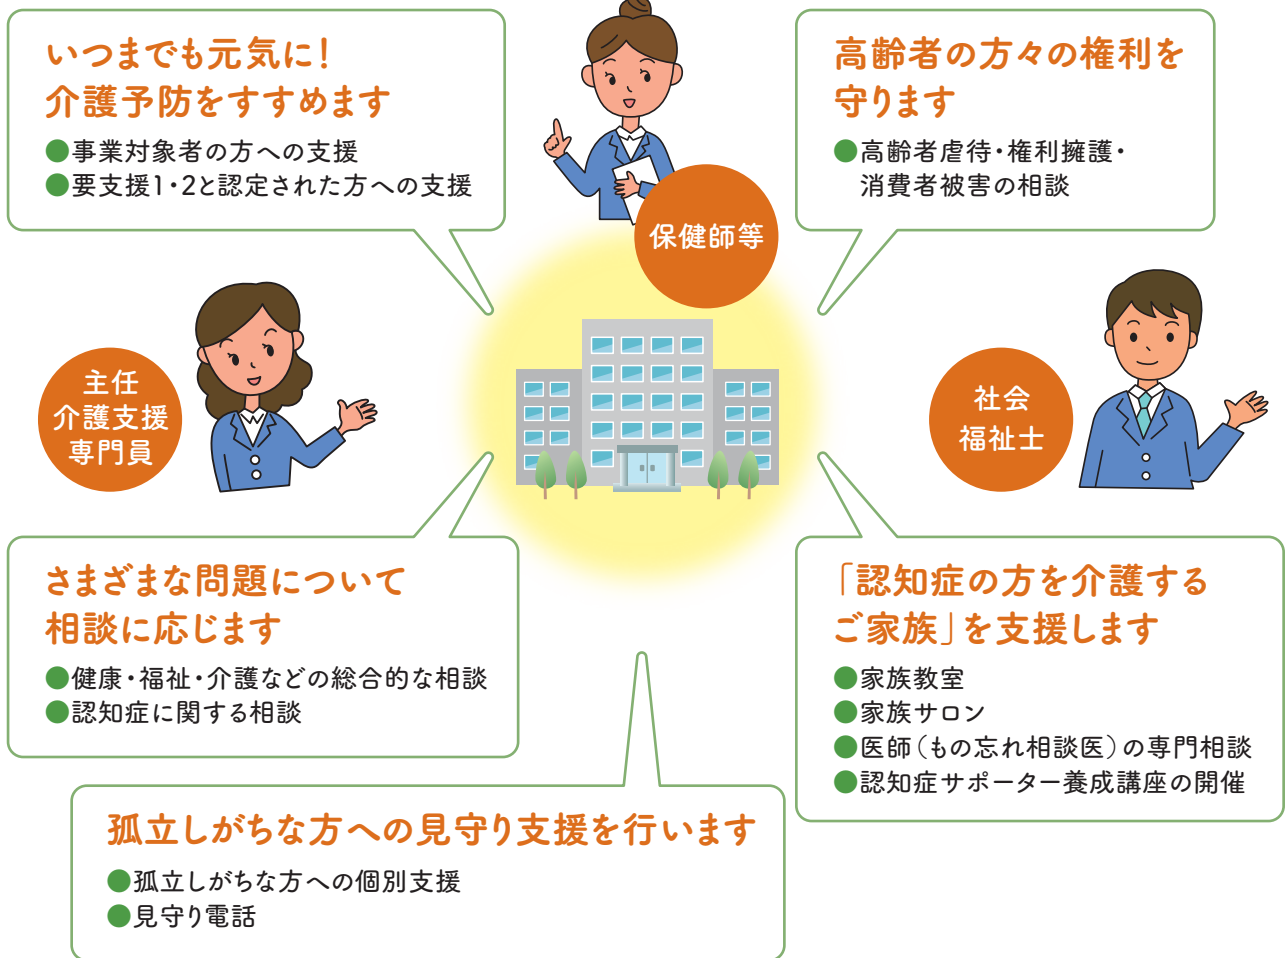 いつまでも元気に!
介護予防をすすめます
●事業対象者の方への支援
●要支援1・2と認定された方への支援
保健師等
高齢者の方々の権利を
守ります
●高齢者虐待・権利擁護・
消費者被害の相談
主任
介護支援
専門員
社会
福祉士
さまざまな問題について
相談に応じます
●健康・福祉・介護などの総合的な相談
●認知症に関する相談
「認知症の方を介護する
ご家族」を支援します
●家族教室
●家族サロン
●医師(もの忘れ相談医)の専門相談
●認知症サポーター養成講座の開催
孤立しがちな方への見守り支援を行います
●孤立しがちな方への個別支援
●見守り電話